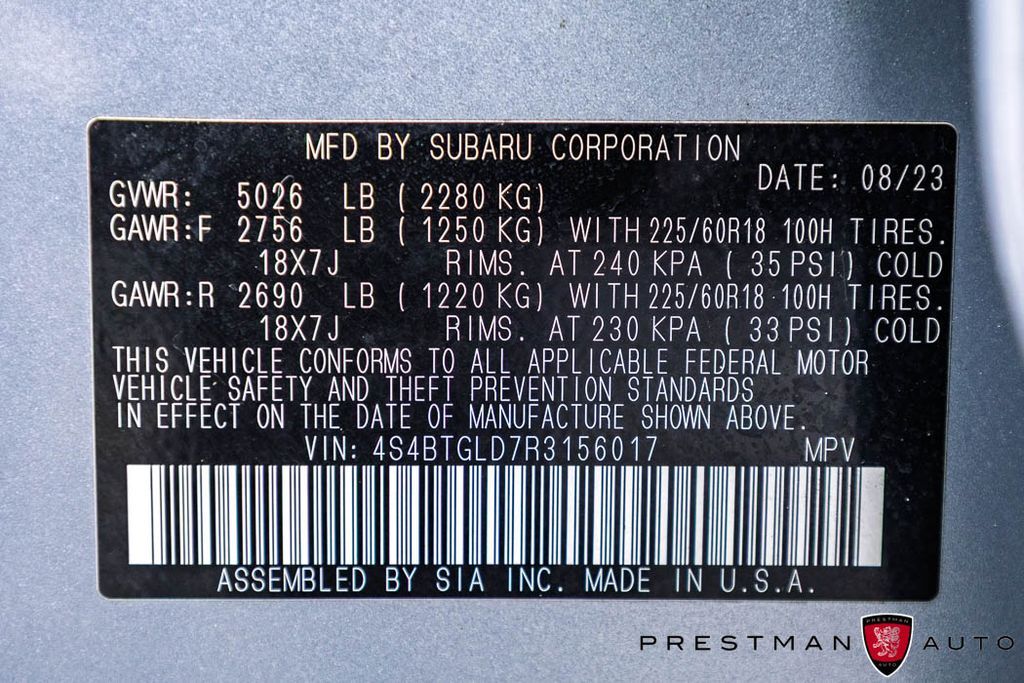 MFD BY SUBARU CORPORATION
DATE: 08/23
GVWR: 5026 LB ( 2280 KG)
GAWR:F 2756 LB ( 1250 KG) WITH 225/60R18 100H TIRES.
18X7J RIMS. AT 240 KPA ( 35 PSI) COLD
GAWR:R 2690 LB ( 1220 KG) WITH 225/60R18 100H TIRES.
18X7J RIMS. AT 230 KPA ( 33 PSI) COLD
THIS VEHICLE CONFORMS TO ALL APPLICABLE FEDERAL MOTOR
VEHICLE SAFETY AND THEFT PREVENTION STANDARDS
IN EFFECT ON THE DATE OF MANUFACTURE SHOWN ABOVE.
VIN: 4S4BTGLD7R3156017 MPV
ASSEMBLED BY SIA INC. MADE IN U.S.A.
PRESTMAN AUTO
PRESTMAN
AUTO